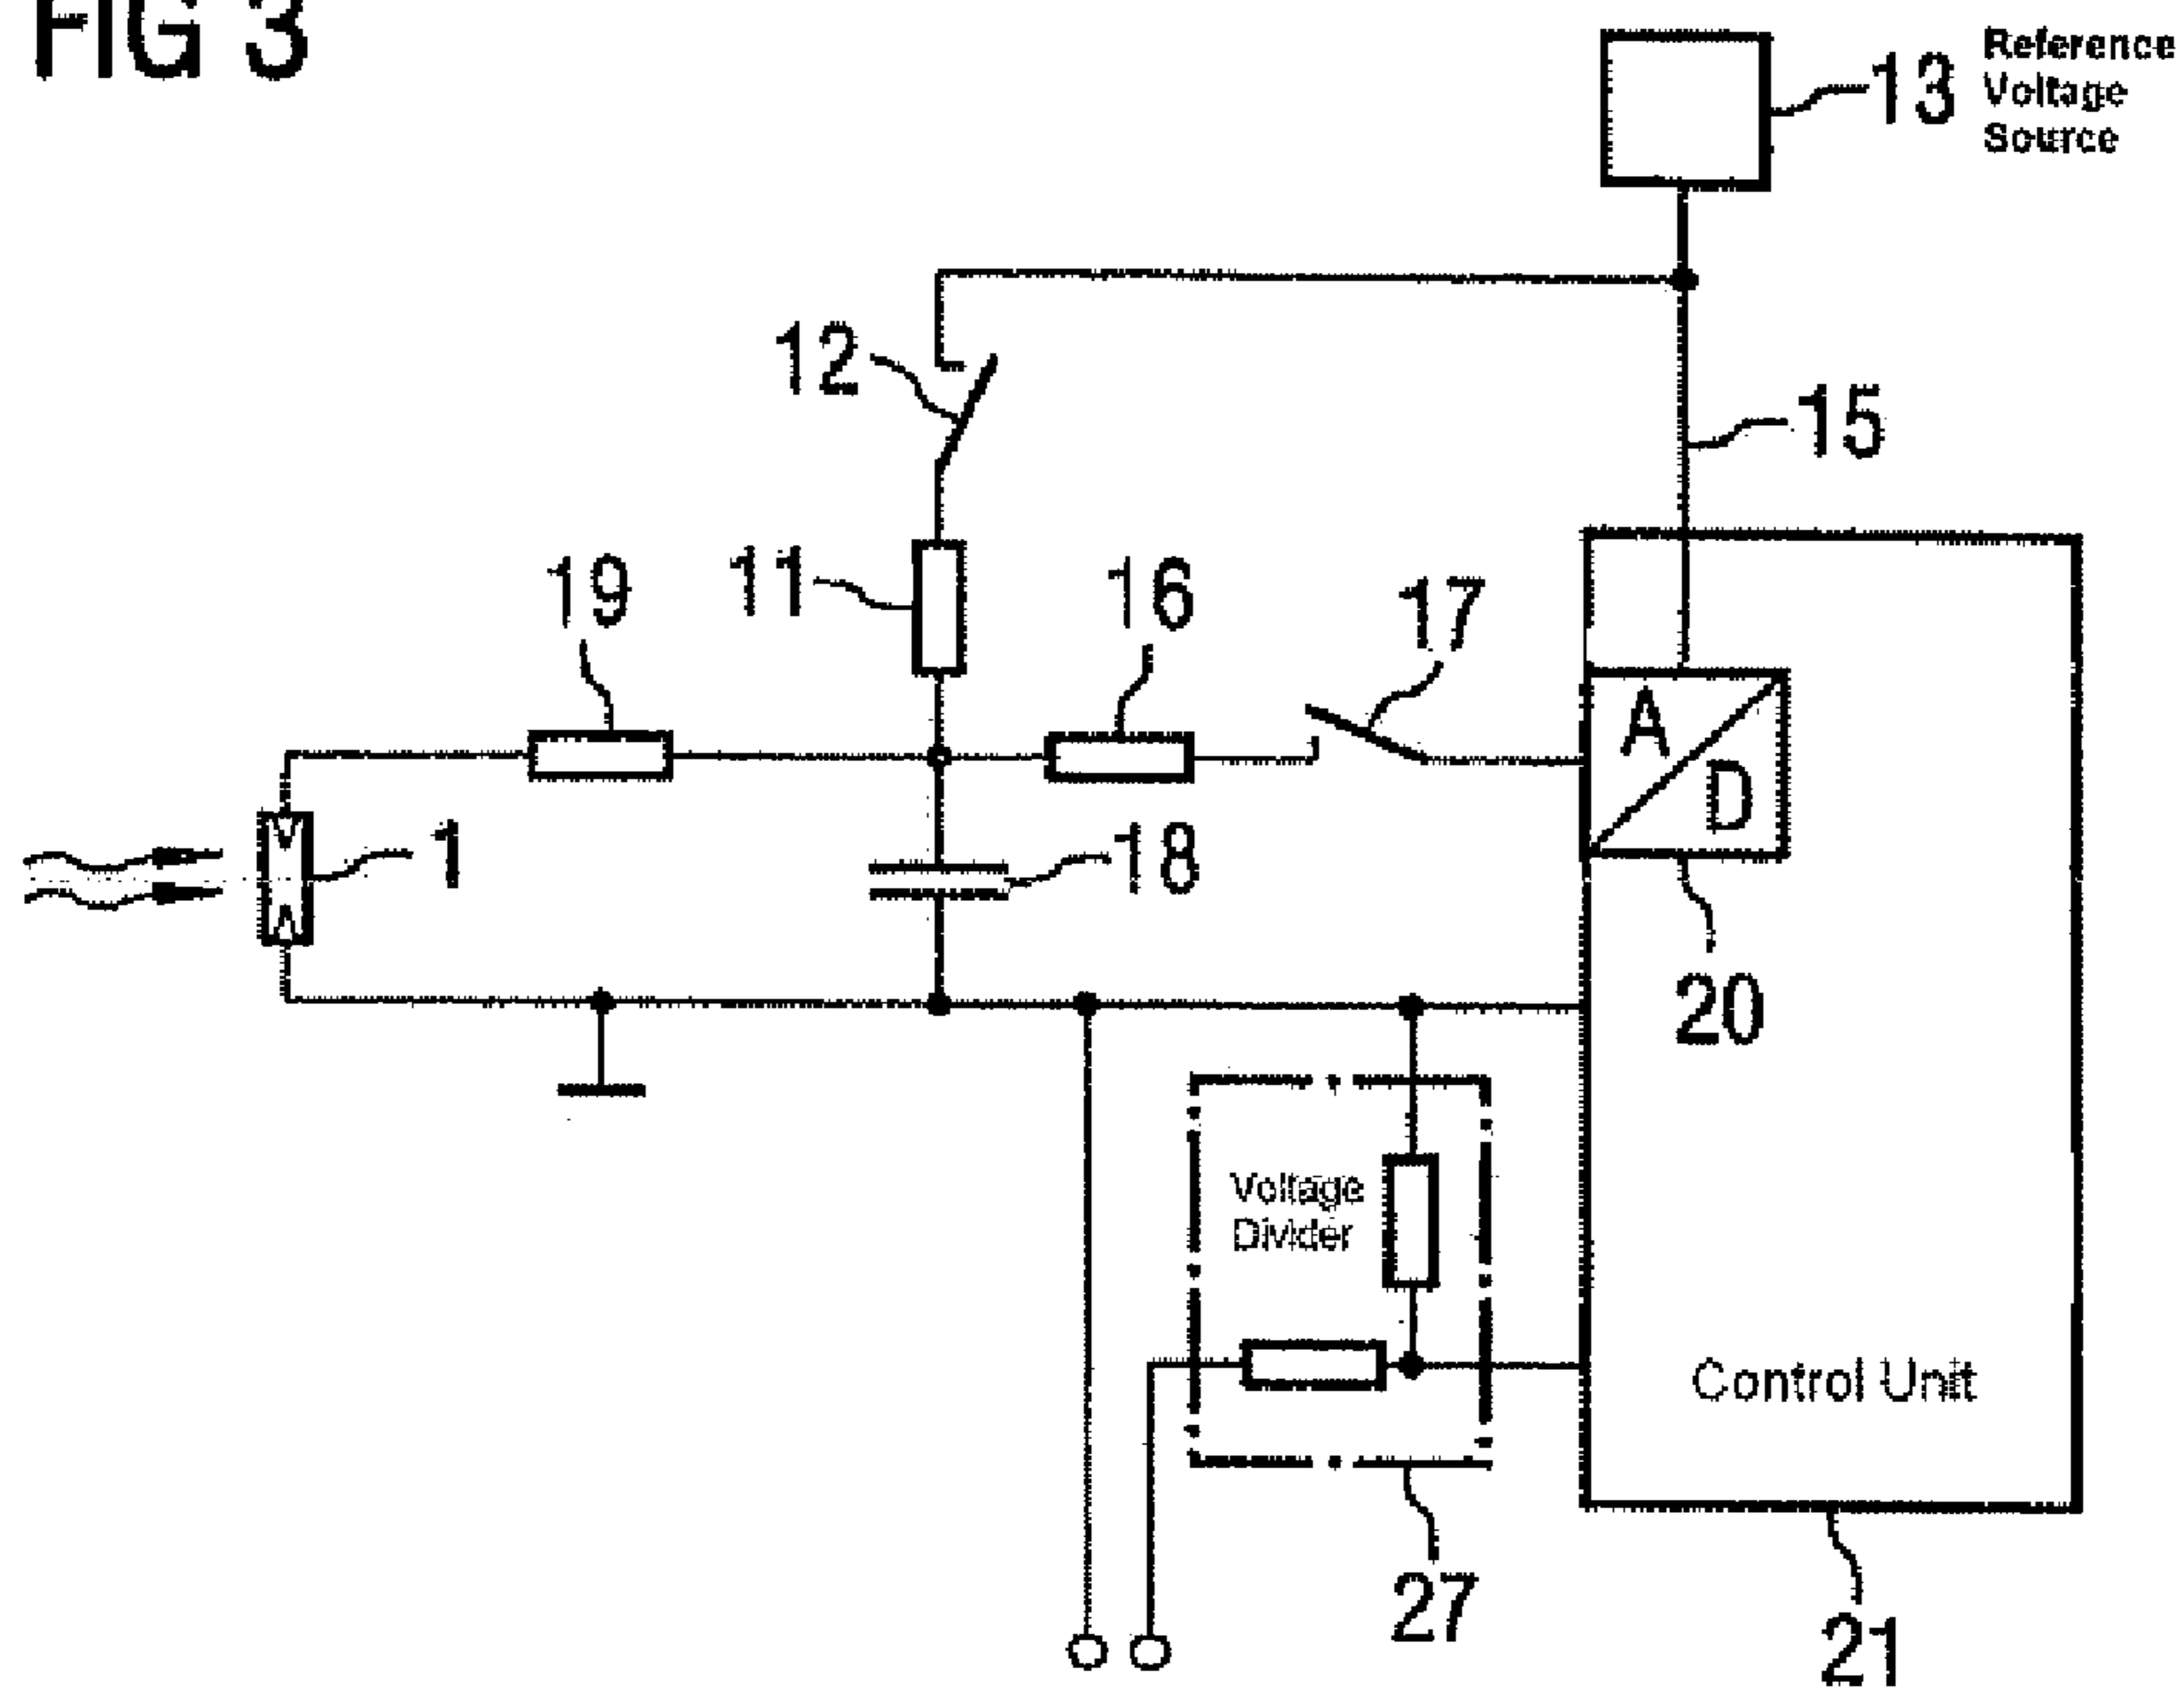 FIG 3
13 Reference
Voltage
Source
12
15
19
11
16
17
A
D
1
18
20
Voltage
Divider
Control Unit
27
21